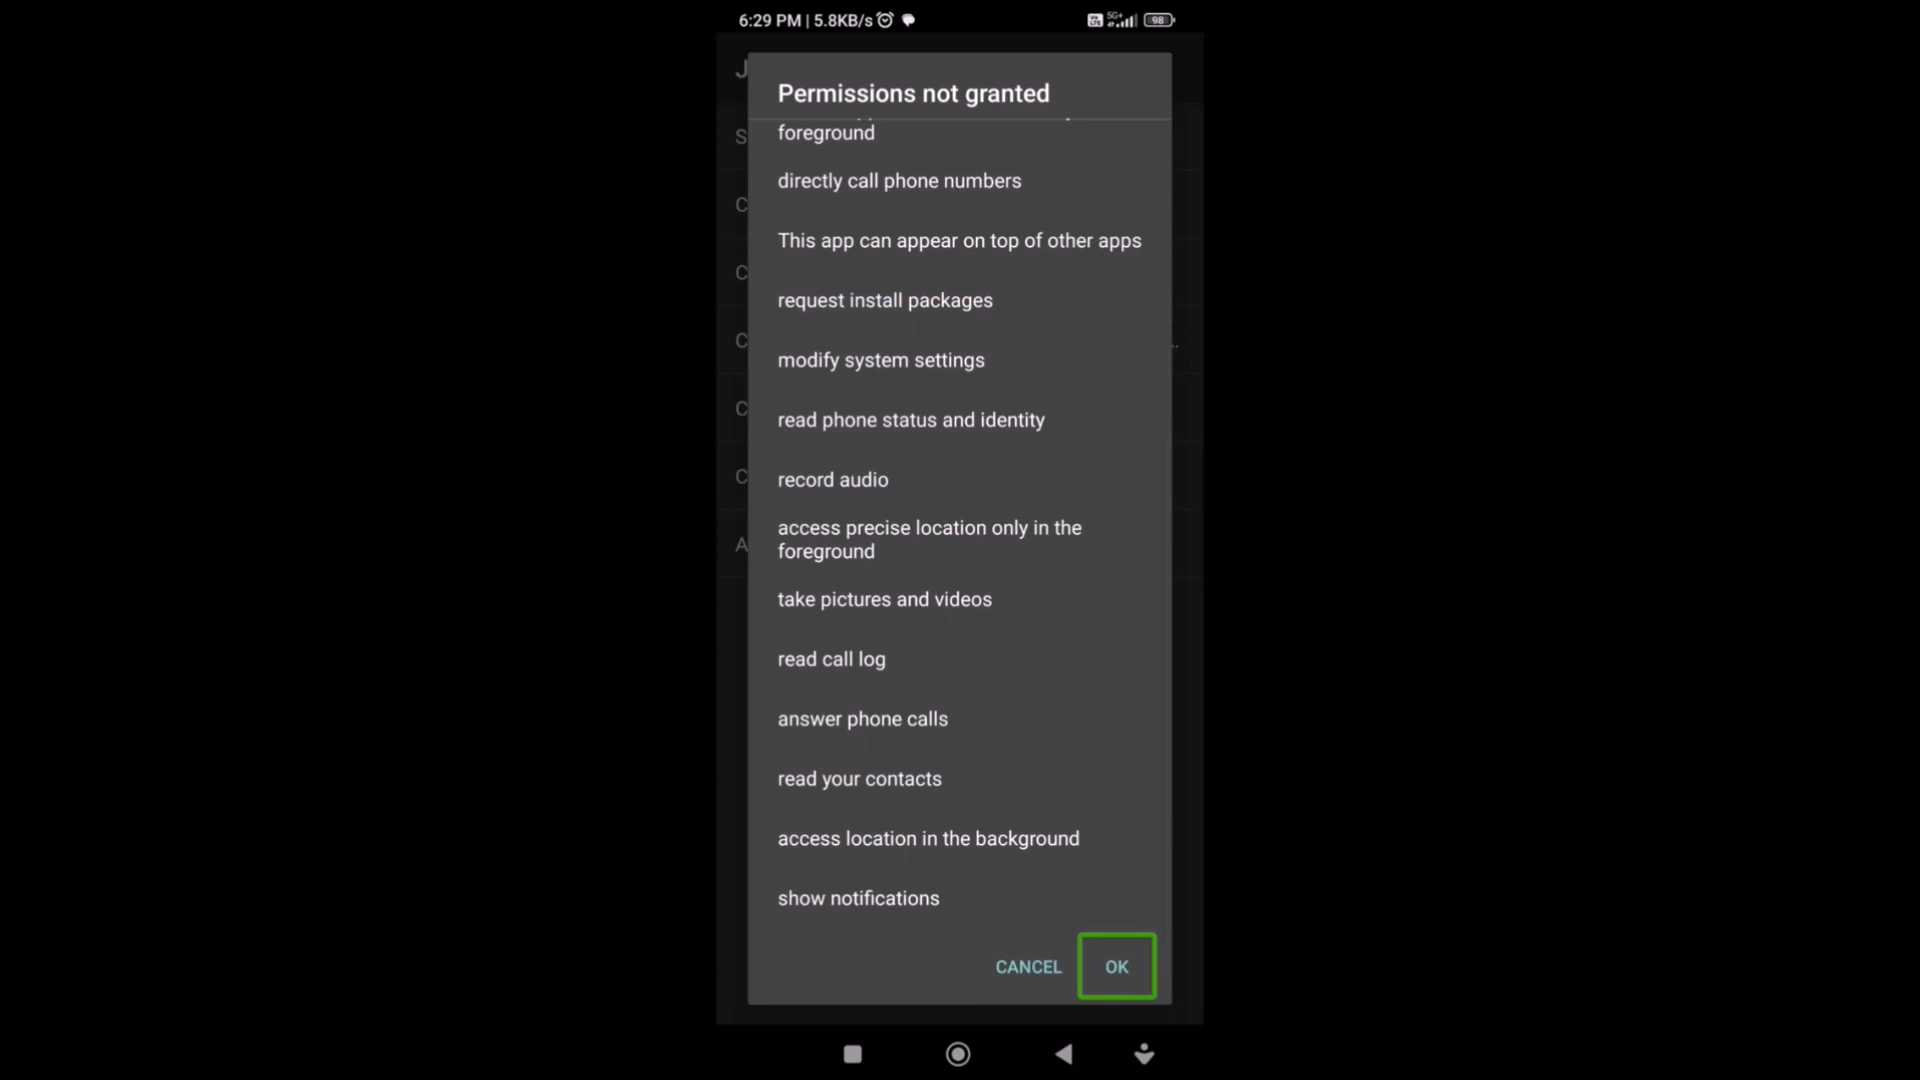 6:29 PM | 5.8KB/s
5G+
98
Permissions not granted
foreground
directly call phone numbers
This app can appear on top of other apps
request install packages
modify system settings
read phone status and identity
record audio
access precise location only in the
foreground
take pictures and videos
read call log
answer phone calls
read your contacts
access location in the background
show notifications
CANCEL OK